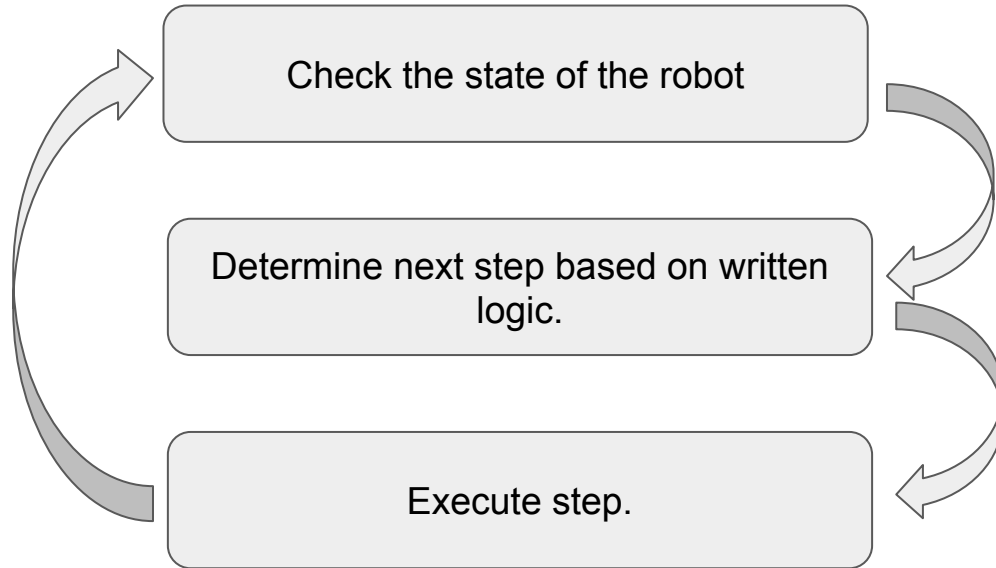 Check the state of the robot
Determine next step based on written
logic.
Execute step.